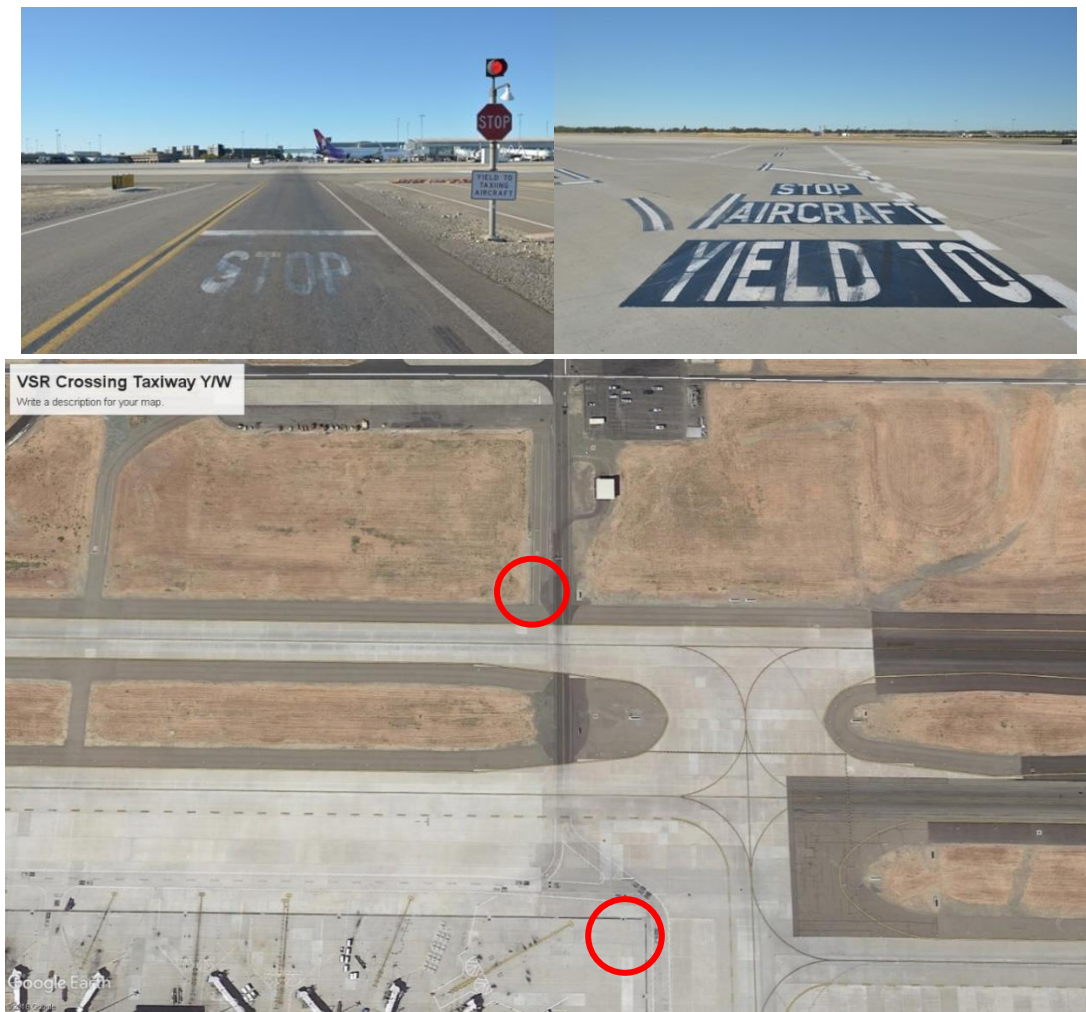 STOP
YIELD TO
TAXIING
AIRCRAFT
STOP
STOP
AIRCRAFT
YIELD TO
VSR Crossing Taxiway Y/W
Write a description for your map.
Google Earth